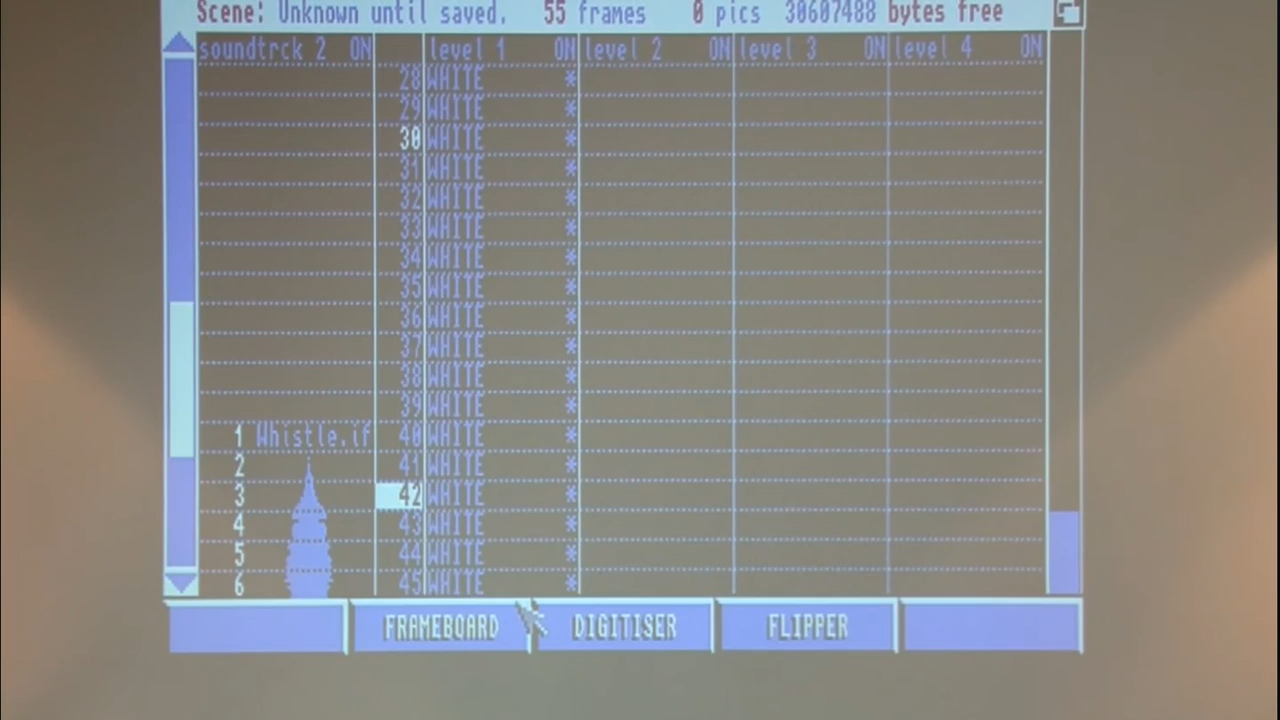 Scene: Unknown until saved. 55 frames 0 pics 30607488 bytes free
soundtrck 2 ON level 1 ON level 2 ON level 3 ON level 4 ON
28 WHITE *
29 WHITE *
30 WHITE *
31 WHITE *
32 WHITE *
33 WHITE *
34 WHITE *
35 WHITE *
36 WHITE *
37 WHITE *
38 WHITE *
39 WHITE *
1 Whistle.if 40 WHITE *
2 41 WHITE *
3 42 WHITE *
4 43 WHITE *
5 44 WHITE *
6 45 WHITE *
FRAMEBOARD DIGITISER FLIPPER